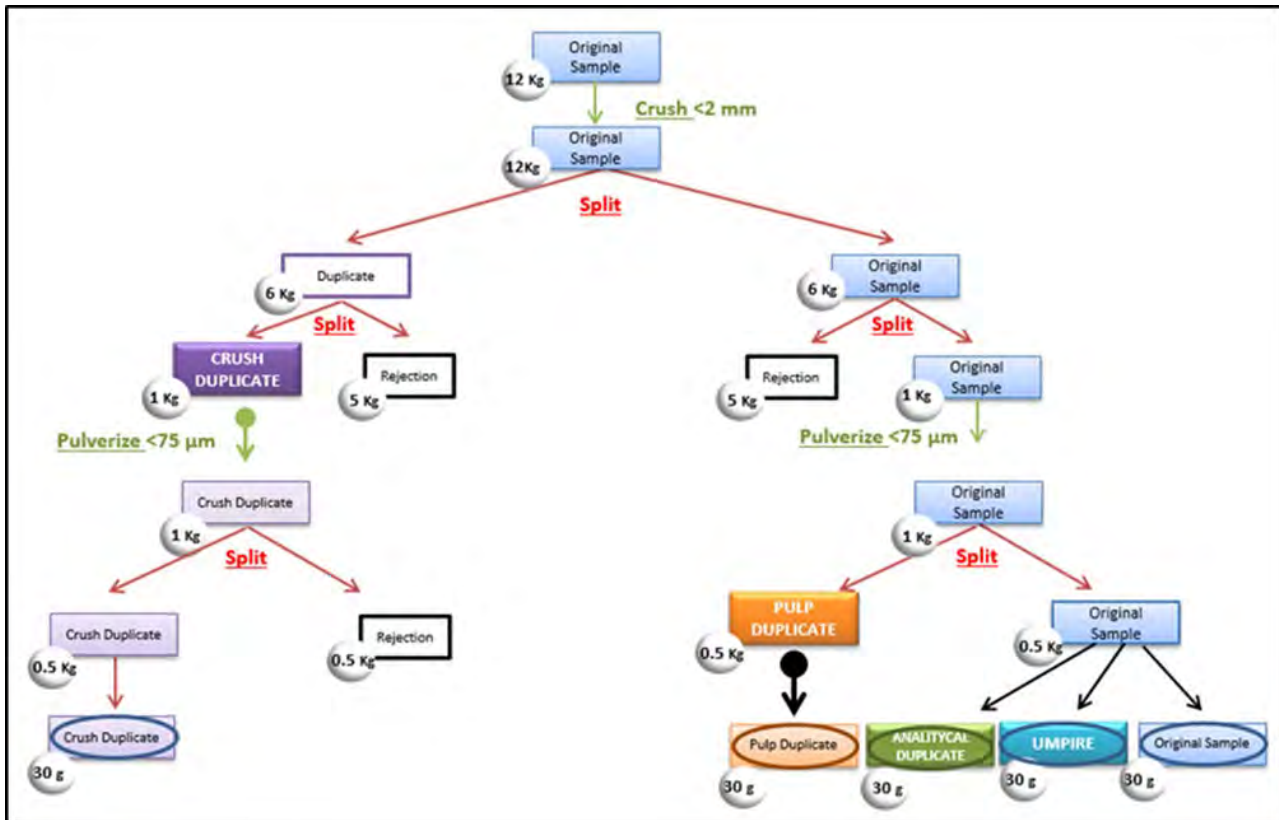 Original
Sample
12 Kg
Crush <2 mm
Original
Sample
12Kg
Split
Duplicate
6 Kg
Original
Sample
6 Kg
Split
Split
CRUSH
DUPLICATE
1 Kg
Rejection
5 Kg
Rejection
5 Kg
Original
Sample
1 Kg
Pulverize <75 µm
Pulverize <75 µm
Crush Duplicate
1 Kg
Original
Sample
1 Kg
Split
Split
Crush Duplicate
0.5 Kg
Rejection
0.5 Kg
PULP
DUPLICATE
0.5 Kg
Original
Sample
0.5 Kg
Crush Duplicate
30 g
Pulp Duplicate
30 g
ANALITYCAL
DUPLICATE
30 g
UMPIRE
30 g
Original Sample
30 g